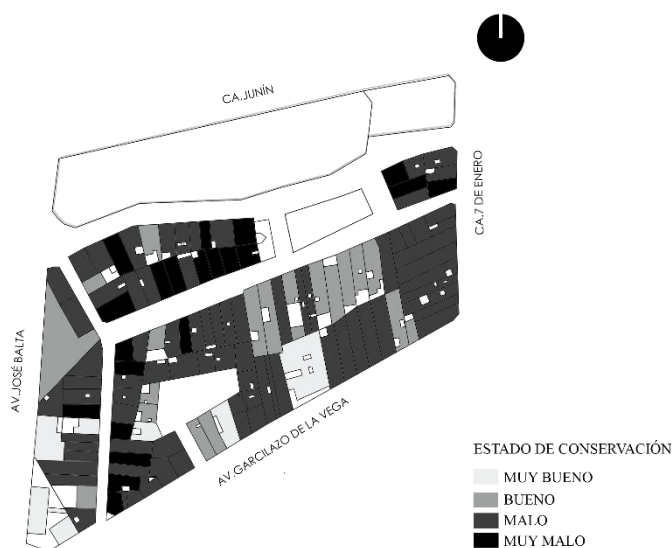 CA.JUNÍN
CA.7 DE ENERO
AV.JOSÉ BALTA
AV.GARCILAZO DE LA VEGA
ESTADO DE CONSERVACIÓN
MUY BUENO
BUENO
MALO
MUY MALO